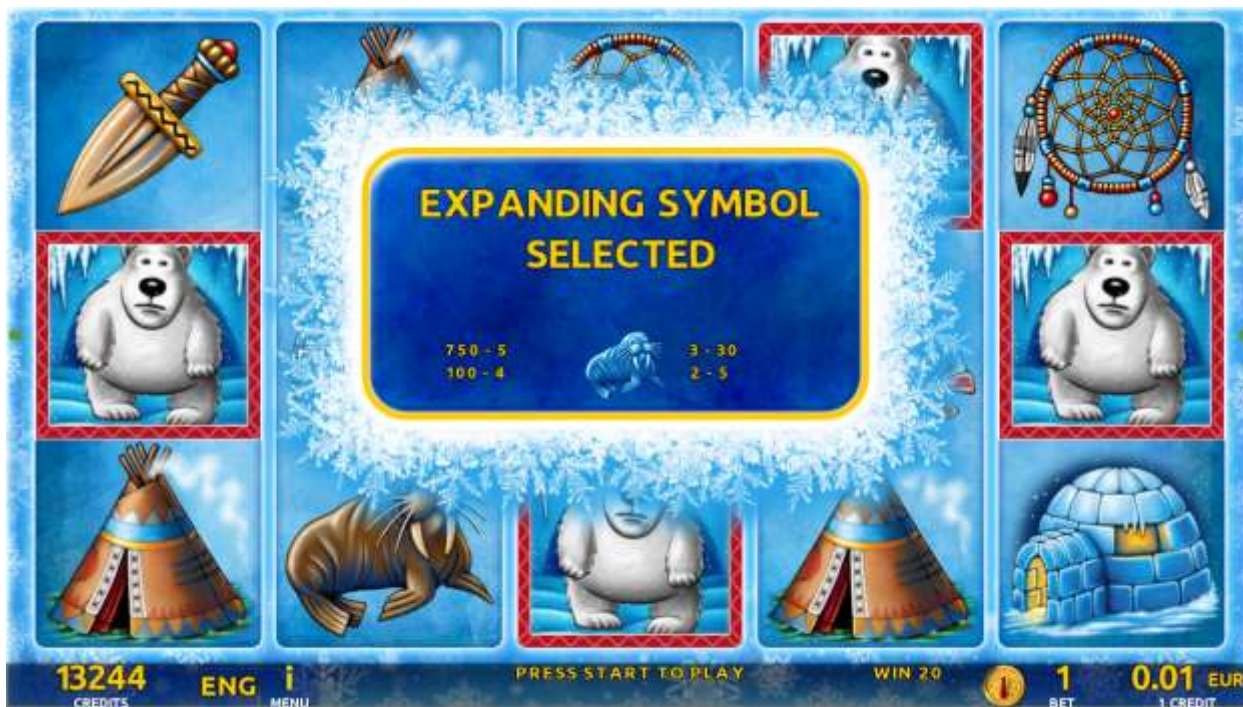 EXPANDING SYMBOL
SELECTED
750 - 5
3 - 30
100 - 4
2 - 5
13244
CREDITS
ENG
i
MENU
PRESS START TO PLAY
WIN 20
1
BET
0.01 EUR
1 CREDIT